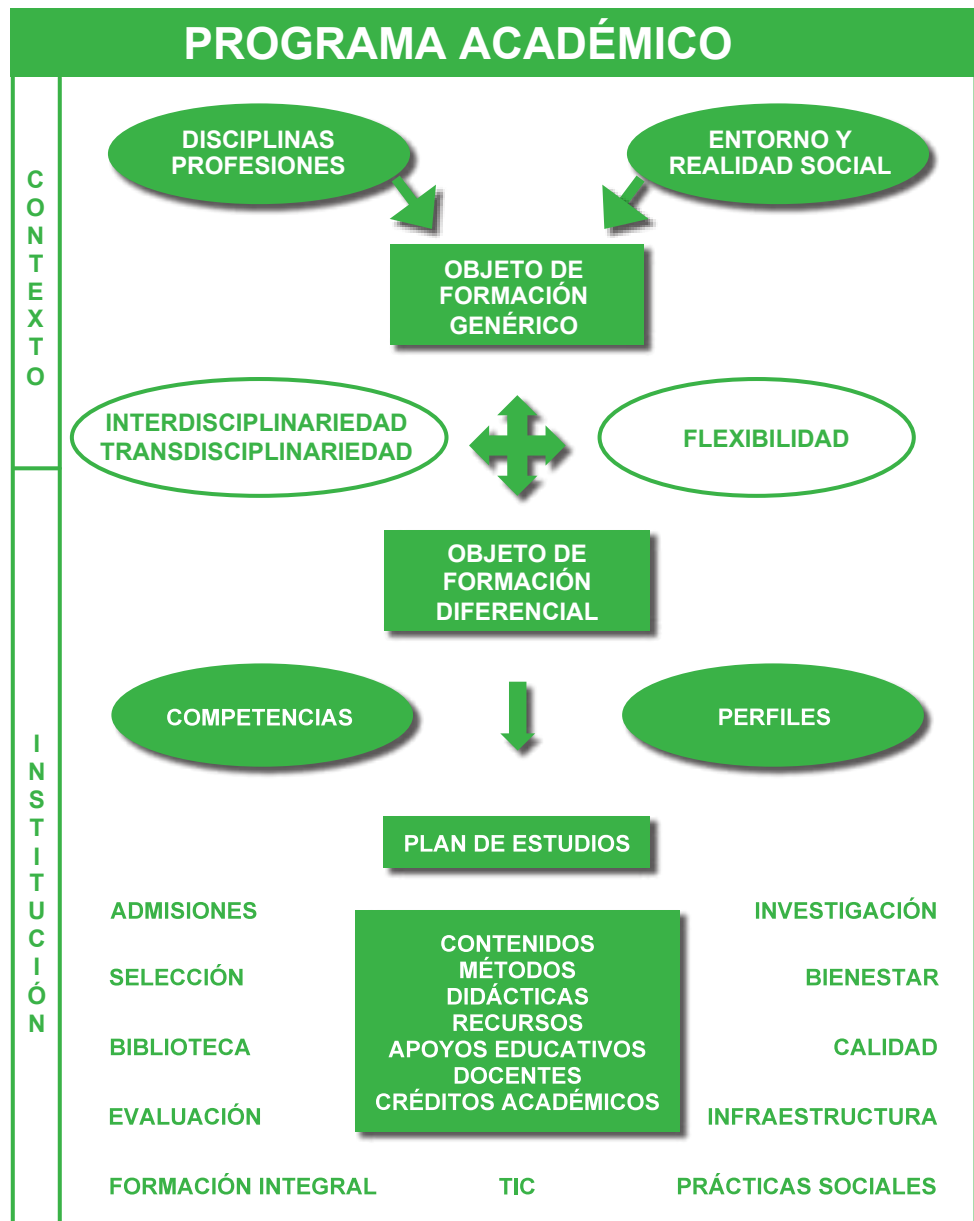 PROGRAMA ACADÉMICO
CONTEXTO
DISCIPLINAS
PROFESIONES
ENTORNO Y
REALIDAD SOCIAL
OBJETO DE
FORMACIÓN
GENÉRICO
INTERDISCIPLINARIEDAD
TRANSDISCIPLINARIEDAD
FLEXIBILIDAD
INSTITUCIÓN
OBJETO DE
FORMACIÓN
DIFERENCIAL
COMPETENCIAS
PERFILES
PLAN DE ESTUDIOS
ADMISIONES
SELECCIÓN
BIBLIOTECA
EVALUACIÓN
FORMACIÓN INTEGRAL
CONTENIDOS
MÉTODOS
DIDÁCTICAS
RECURSOS
APOYOS EDUCATIVOS
DOCENTES
CRÉDITOS ACADÉMICOS
TIC
INVESTIGACIÓN
BIENESTAR
CALIDAD
INFRAESTRUCTURA
PRÁCTICAS SOCIALES